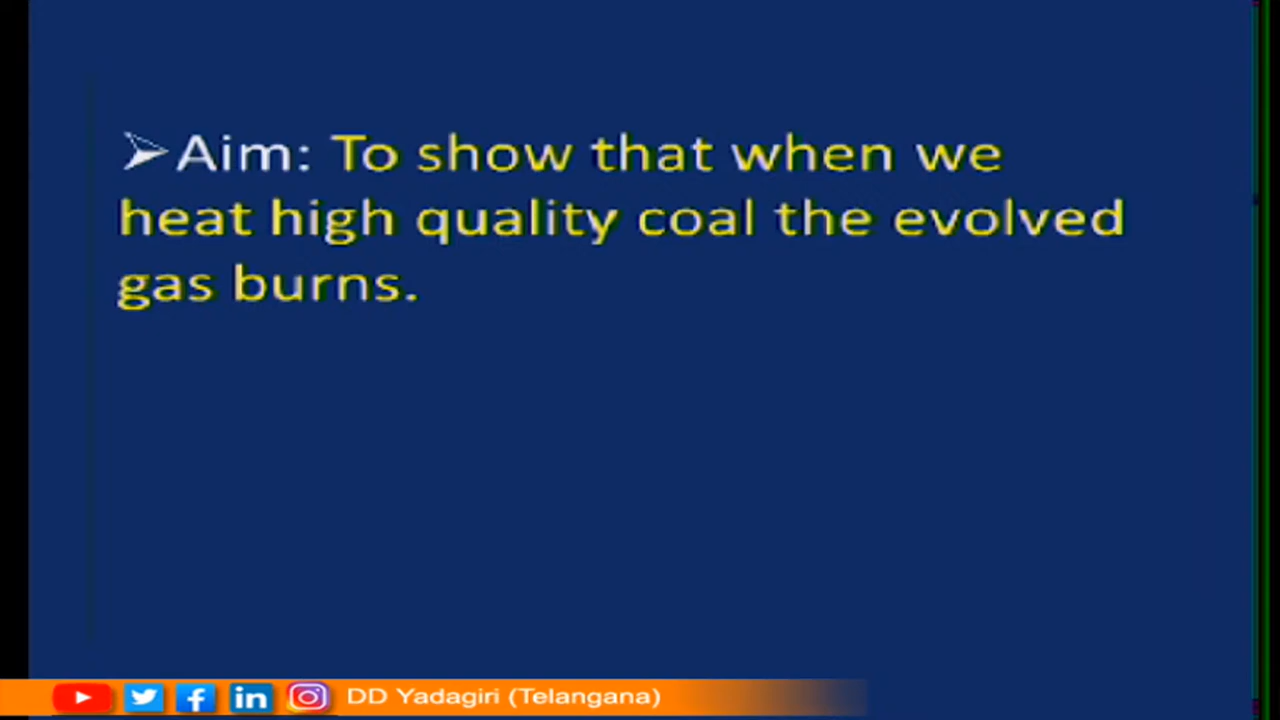 ➢Aim: To show that when we
heat high quality coal the evolved
gas burns.
DD Yadagiri (Telangana)